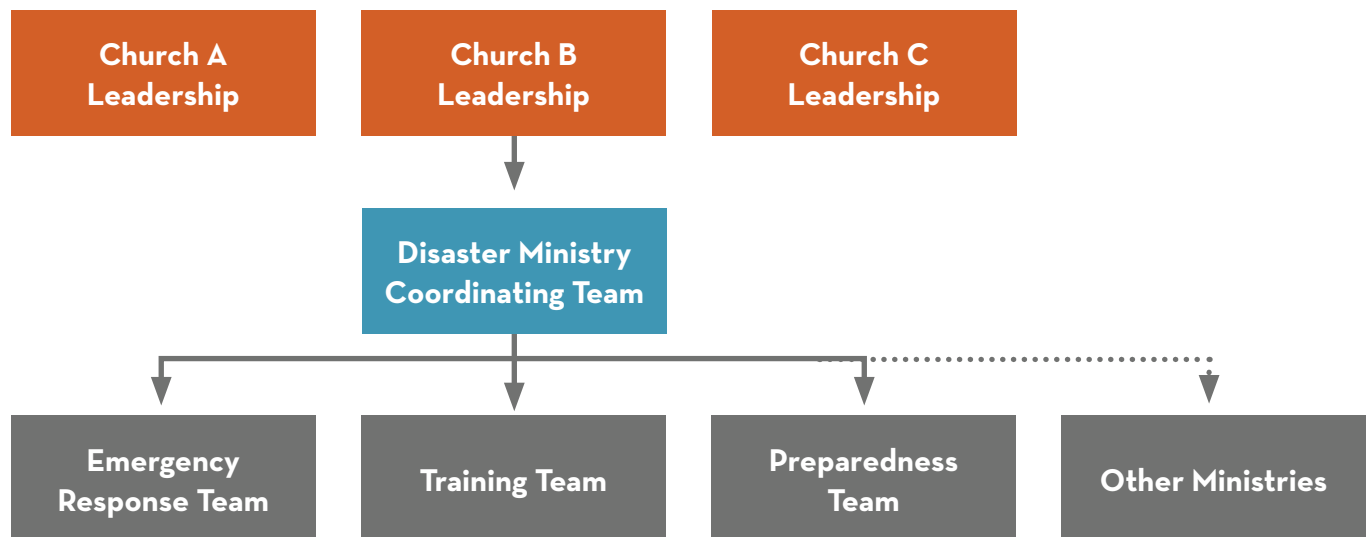 Church A
Leadership
Church B
Leadership
Church C
Leadership
Disaster Ministry
Coordinating Team
Emergency
Response Team
Training Team
Preparedness
Team
Other Ministries